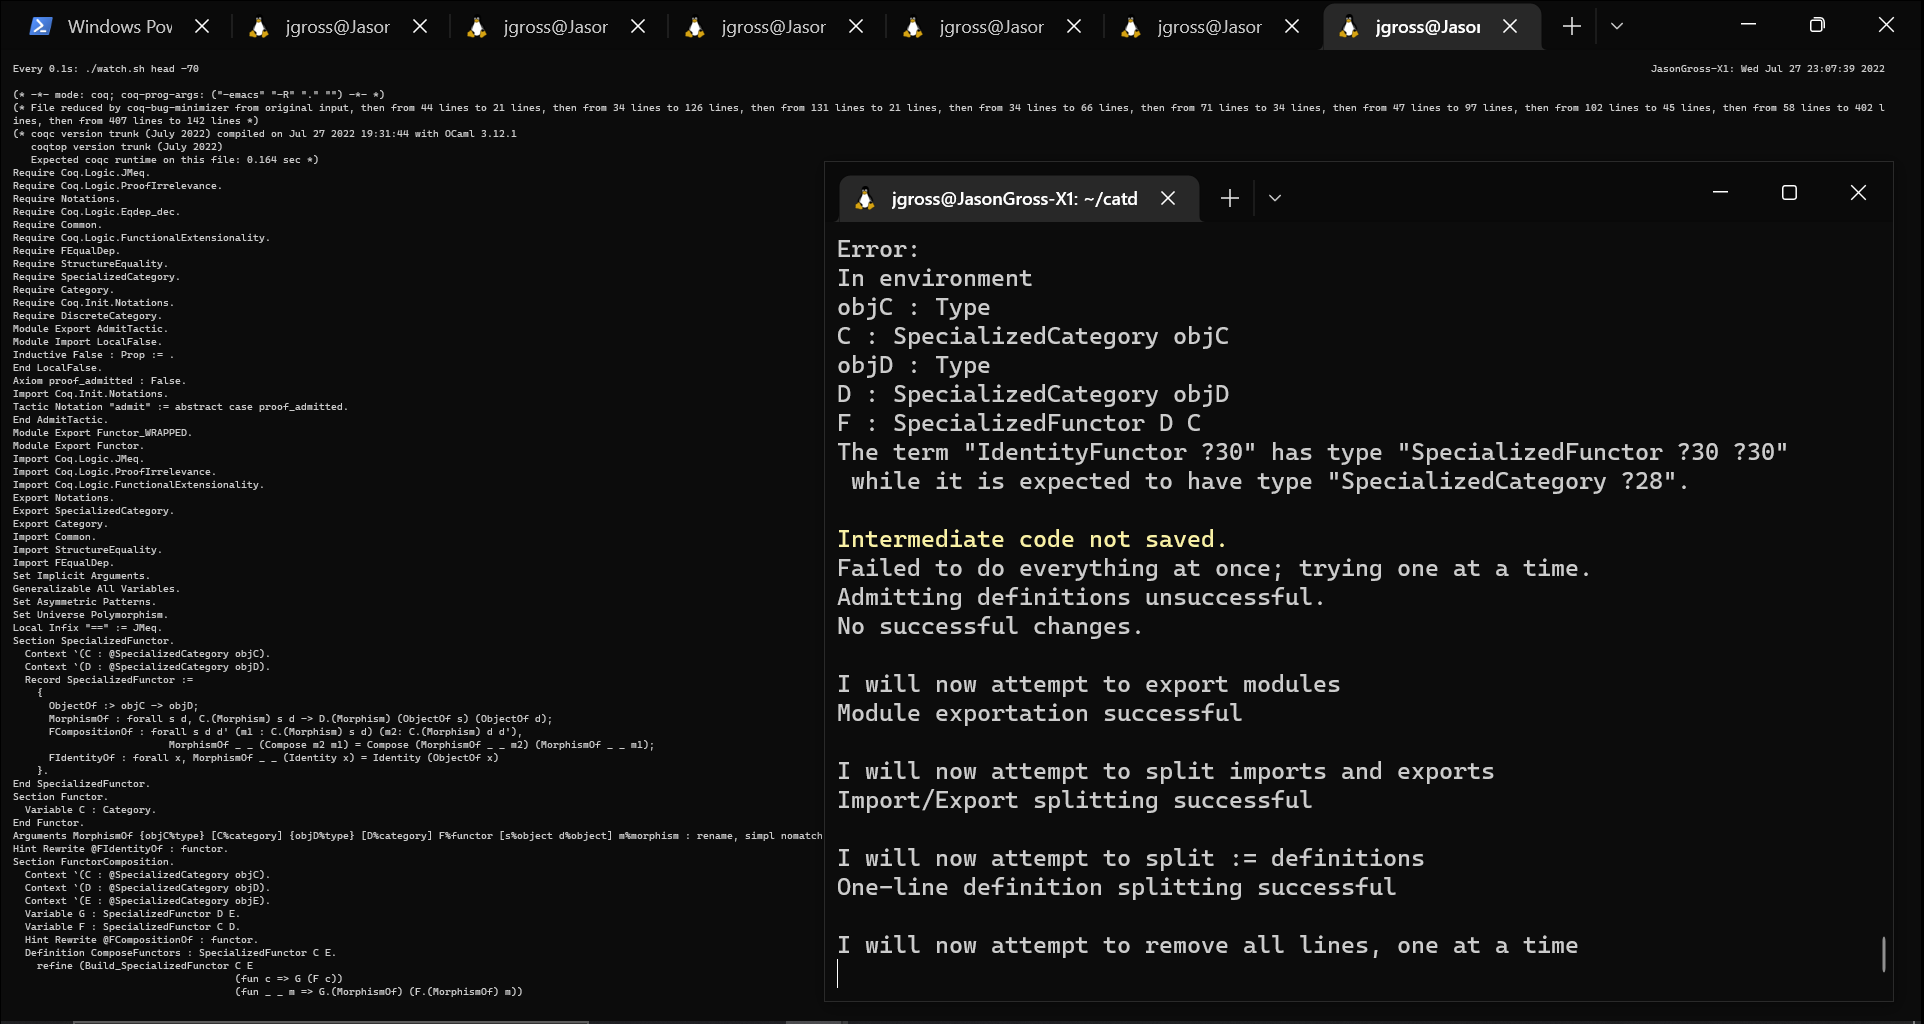 Windows Pov
jgross@Jasor
jgross@Jasor
jgross@Jasor
jgross@Jasor
jgross@Jasor
jgross@Jasor
Every 0.1s: ./watch.sh head -70
JasonGross-X1: Wed Jul 27 23:07:39 2022
(* -*- mode: coq; coq-prog-args: ("-emacs" "-R" "." "") -*- *)
(* File reduced by coq-bug-minimizer from original input, then from 44 lines to 21 lines, then from 34 lines to 126 lines, then from 131 lines to 21 lines, then from 34 lines to 66 lines, then from 71 lines to 34 lines, then from 47 lines to 97 lines, then from 102 lines to 45 lines, then from 58 lines to 402 l
ines, then from 407 lines to 142 lines *)
(* coqc version trunk (July 2022) compiled on Jul 27 2022 19:31:44 with OCaml 3.12.1
   coqtop version trunk (July 2022)
   Expected coqc runtime on this file: 0.164 sec *)
Require Coq.Logic.JMeq.
Require Coq.Logic.ProofIrrelevance.
Require Notations.
Require Coq.Logic.Eqdep_dec.
Require Common.
Require Coq.Logic.FunctionalExtensionality.
Require FEqualDep.
Require StructureEquality.
Require SpecializedCategory.
Require Category.
Require Coq.Init.Notations.
Require DiscreteCategory.
Module Export AdmitTactic.
Module Import LocalFalse.
Inductive False : Prop := .
End LocalFalse.
Axiom proof_admitted : False.
Import Coq.Init.Notations.
Tactic Notation "admit" := abstract case proof_admitted.
End AdmitTactic.
Module Export Functor_WRAPPED.
Module Export Functor.
Import Coq.Logic.JMeq.
Import Coq.Logic.ProofIrrelevance.
Import Coq.Logic.FunctionalExtensionality.
Export Notations.
Export SpecializedCategory.
Export Category.
Import Common.
Import StructureEquality.
Import FEqualDep.
Set Implicit Arguments.
Generalizable All Variables.
Set Asymmetric Patterns.
Set Universe Polymorphism.
Local Infix "==" := JMeq.
Section SpecializedFunctor.
  Context `(C : @SpecializedCategory objC).
  Context `(D : @SpecializedCategory objD).
  Record SpecializedFunctor :=
    {
      ObjectOf :> objC -> objD;
      MorphismOf : forall s d, C.(Morphism) s d -> D.(Morphism) (ObjectOf s) (ObjectOf d);
      FCompositionOf : forall s d d' (m1 : C.(Morphism) s d) (m2: C.(Morphism) d d'),
                          MorphismOf _ _ (Compose m2 m1) = Compose (MorphismOf _ _ m2) (MorphismOf _ _ m1);
      FIdentityOf : forall x, MorphismOf _ _ (Identity x) = Identity (ObjectOf x)
    }.
End SpecializedFunctor.
Section Functor.
  Variable C : Category.
End Functor.
Arguments MorphismOf {objC%type} [C%category] {objD%type} [D%category] F%functor [s%object d%object] m%morphism : rename, simpl nomatch
Hint Rewrite @FIdentityOf : functor.
Section FunctorComposition.
  Context `(C : @SpecializedCategory objC).
  Context `(D : @SpecializedCategory objD).
  Context `(E : @SpecializedCategory objE).
  Variable G : SpecializedFunctor D E.
  Variable F : SpecializedFunctor C D.
  Hint Rewrite @FCompositionOf : functor.
  Definition ComposeFunctors : SpecializedFunctor C E.
    refine (Build_SpecializedFunctor C E
                                     (fun c => G (F c))
                                     (fun _ _ m => G.(MorphismOf) (F.(MorphismOf) m))
jgross@JasonGross-X1: ~/catd
Error:
In environment
objC : Type
C : SpecializedCategory objC
objD : Type
D : SpecializedCategory objD
F : SpecializedFunctor D C
The term "IdentityFunctor ?30" has type "SpecializedFunctor ?30 ?30"
 while it is expected to have type "SpecializedCategory ?28".
Intermediate code not saved.
Failed to do everything at once; trying one at a time.
Admitting definitions unsuccessful.
No successful changes.
I will now attempt to export modules
Module exportation successful
I will now attempt to split imports and exports
Import/Export splitting successful
I will now attempt to split := definitions
One-line definition splitting successful
I will now attempt to remove all lines, one at a time